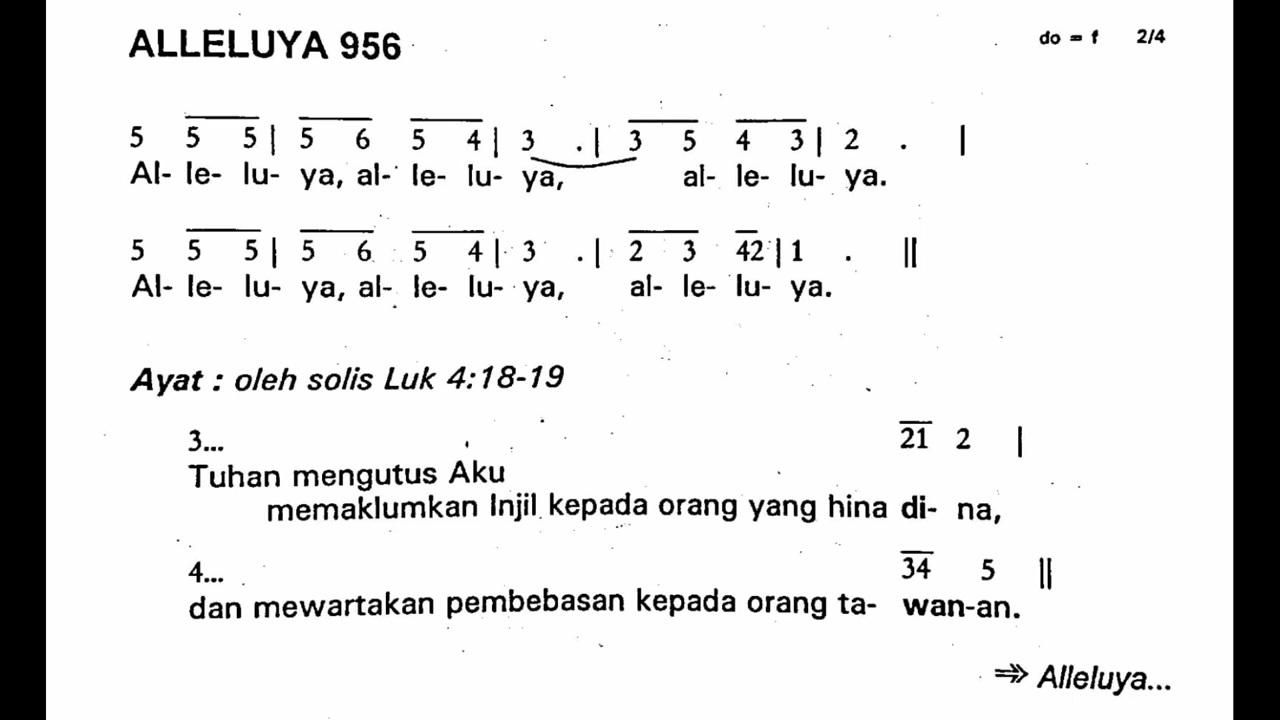 ALLELUYA 956
do = f 2/4
5 5 5 | 5 6 5 4 | 3 . | 3 5 4 3 | 2 . |
Al- le- lu- ya, al- le- lu- ya, al- le- lu- ya.
5 5 5 | 5 6 5 4 | 3 . | 2 3 42 | 1 . ||
Al- le- lu- ya, al- le- lu- ya, al- le- lu- ya.
Ayat : oleh solis Luk 4:18-19
3... 21 2 |
Tuhan mengutus Aku
memaklumkan Injil kepada orang yang hina di- na,
4... 34 5 ||
dan mewartakan pembebasan kepada orang ta- wan-an.
⇒ Alleluya...